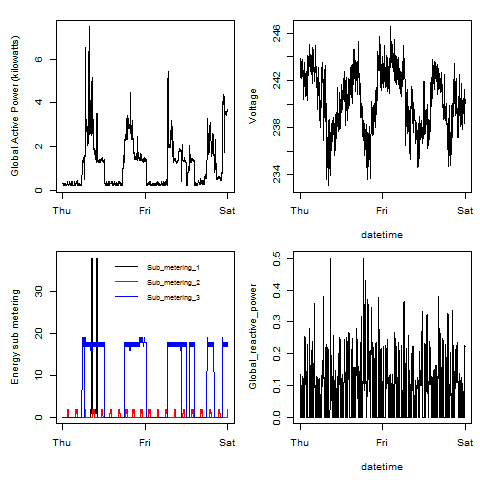 Global Active Power (kilowatts)
0 2 4 6
Thu Fri Sat
Voltage
234 238 242 246
Thu Fri Sat
datetime
Energy sub metering
0 10 20 30
Sub_metering_1
Sub_metering_2
Sub_metering_3
Thu Fri Sat
Global_reactive_power
0.0 0.1 0.2 0.3 0.4 0.5
Thu Fri Sat
datetime